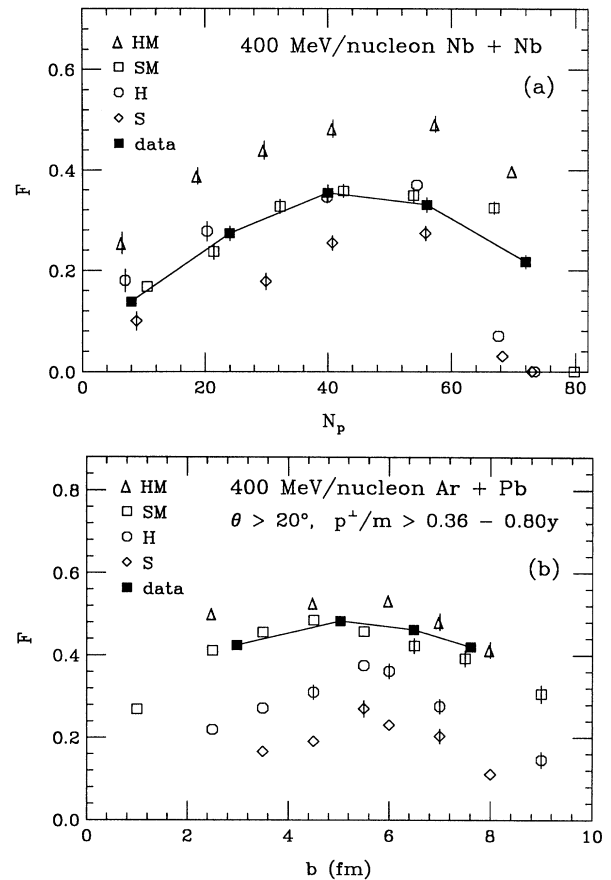 400 MeV/nucleon Nb + Nb
(a)
HM
SM
H
S
data
F
0.6
0.4
0.2
0.0
0 20 40 60 80
N_p
400 MeV/nucleon Ar + Pb
θ > 20°, p^⊥/m > 0.36 − 0.80y
(b)
HM
SM
H
S
data
F
0.8
0.6
0.4
0.2
0.0
0 2 4 6 8 10
b (fm)